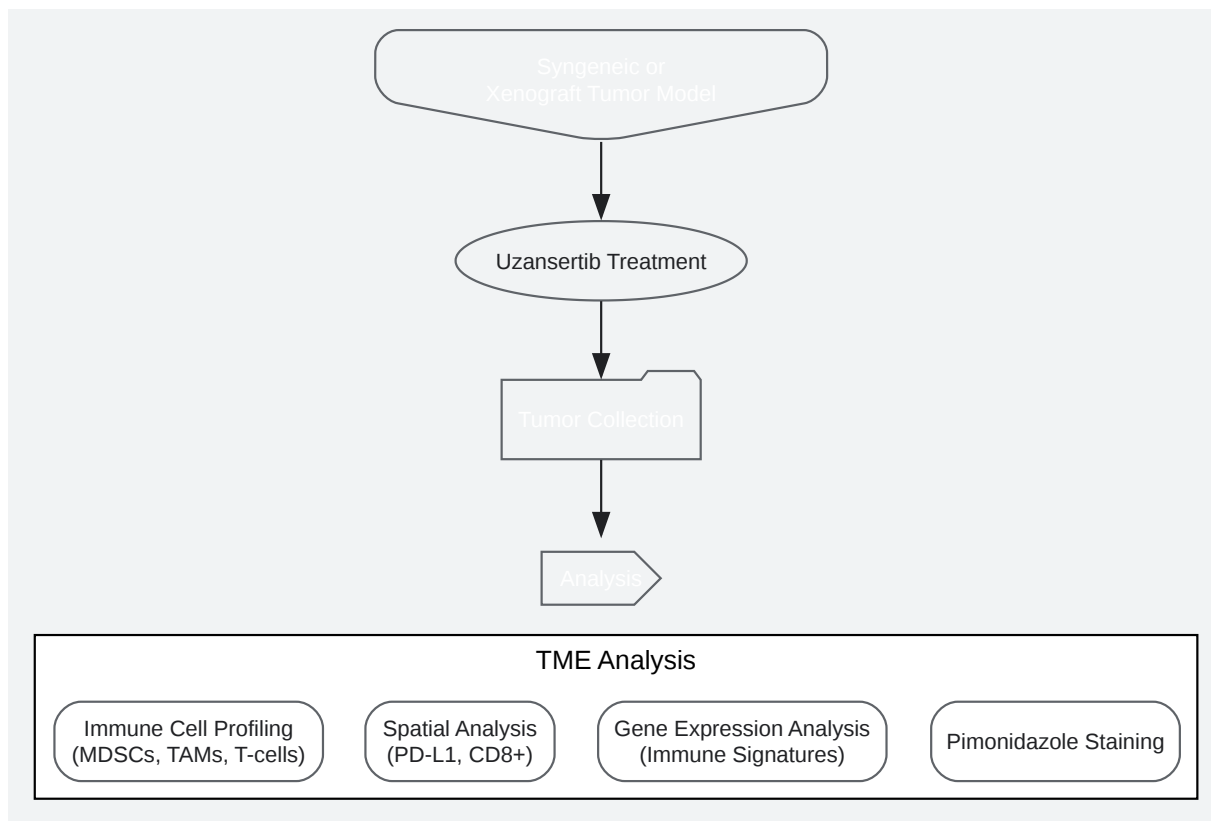 Syngeneic or
Xenograft Tumor Model
Uzansertib Treatment
Tumor Collection
Analysis
TME Analysis
Immune Cell Profiling
(MDSCs, TAMs, T-cells)
Spatial Analysis
(PD-L1, CD8+)
Gene Expression Analysis
(Immune Signatures)
Pimonidazole Staining